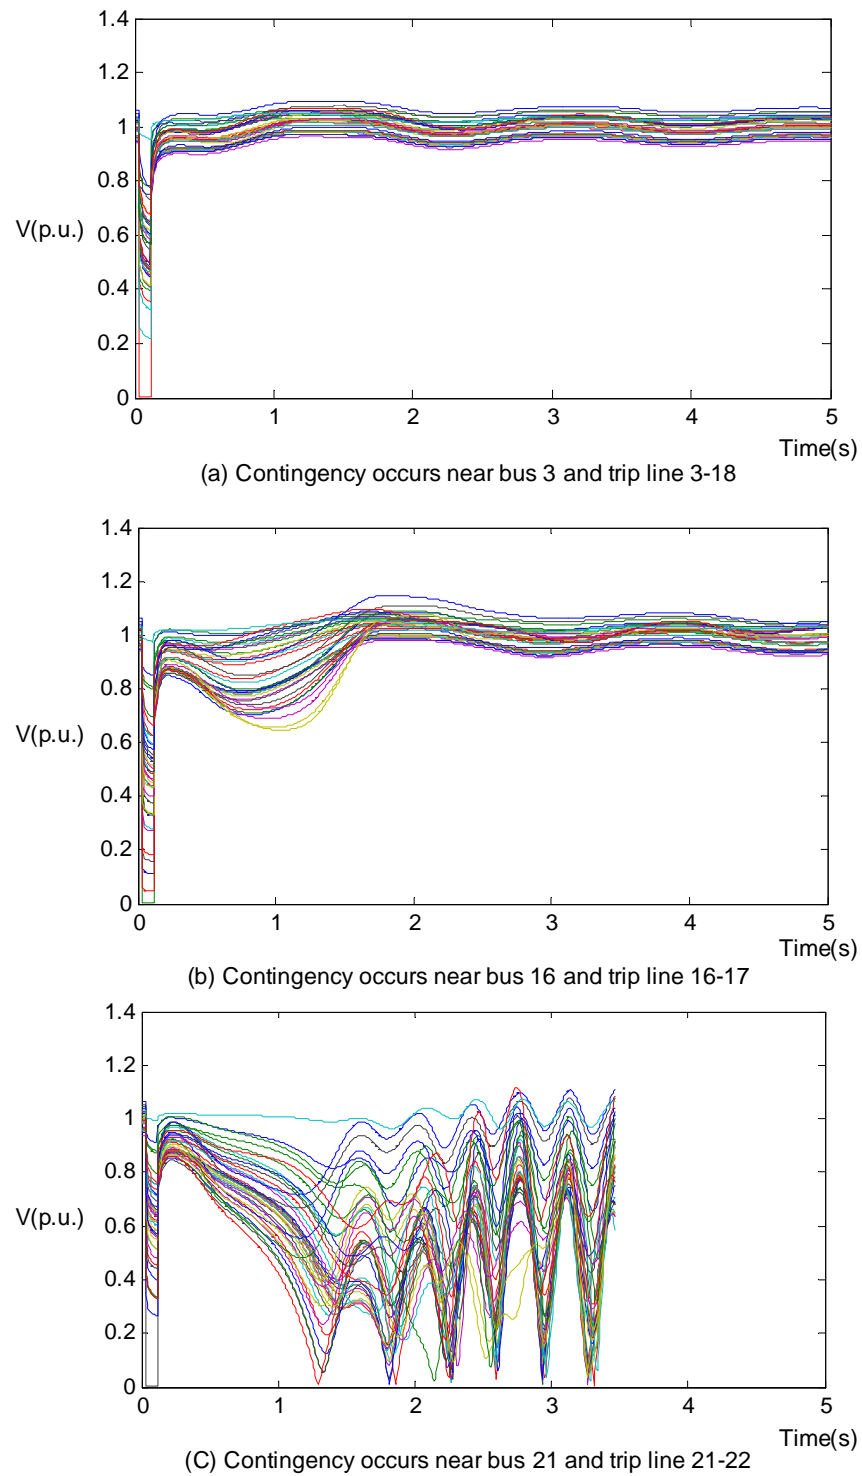 1.4
1.2
1
0.8
V(p.u.)
0.6
0.4
0.2
0
0 1 2 3 4 5
Time(s)
(a) Contingency occurs near bus 3 and trip line 3-18
1.4
1.2
1
0.8
V(p.u.)
0.6
0.4
0.2
0
0 1 2 3 4 5
Time(s)
(b) Contingency occurs near bus 16 and trip line 16-17
1.4
1.2
1
0.8
V(p.u.)
0.6
0.4
0.2
0
0 1 2 3 4 5
Time(s)
(C) Contingency occurs near bus 21 and trip line 21-22